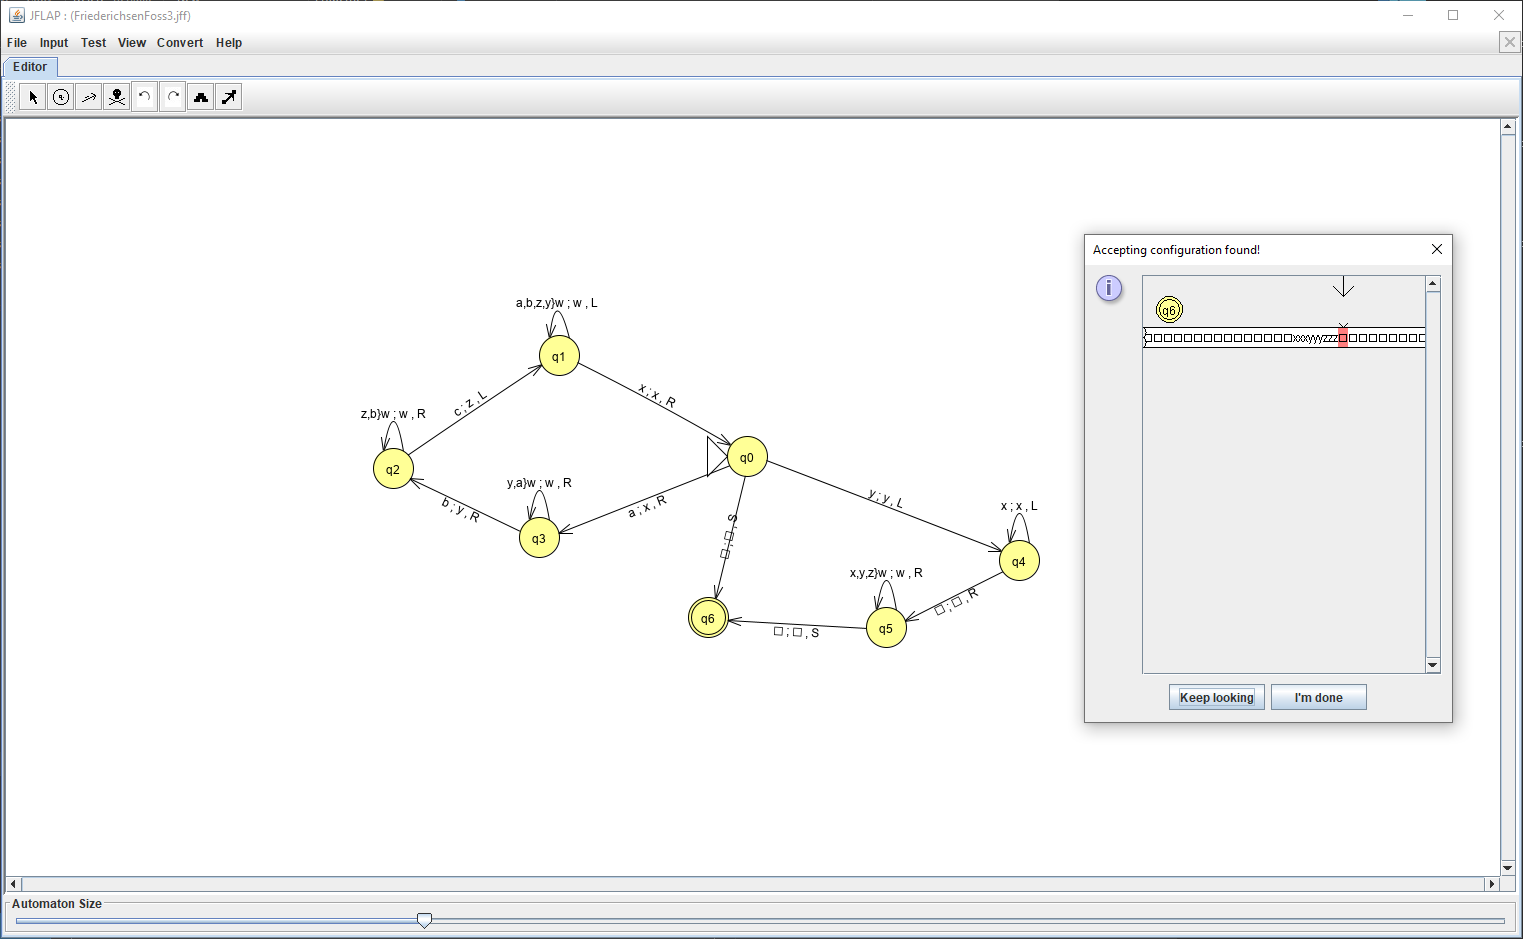 JFLAP : (FriederichsenFoss3.jff)
File Input Test View Convert Help
Editor
a,b,z,y}w ; w , L
q1
c ; z , L
x ; x , R
z,b}w ; w , R
q2
q0
y,a}w ; w , R
b ; y , R
a ; x , R
q3
□ ; □ , S
y ; y , L
x ; x , L
q4
□ ; □ , R
x,y,z}w ; w , R
q5
□ ; □ , S
q6
Accepting configuration found!
q6
□□□□□□□□□□□□□□□xxxyyyzzz□□□□□□□□□
Keep looking I'm done
Automaton Size